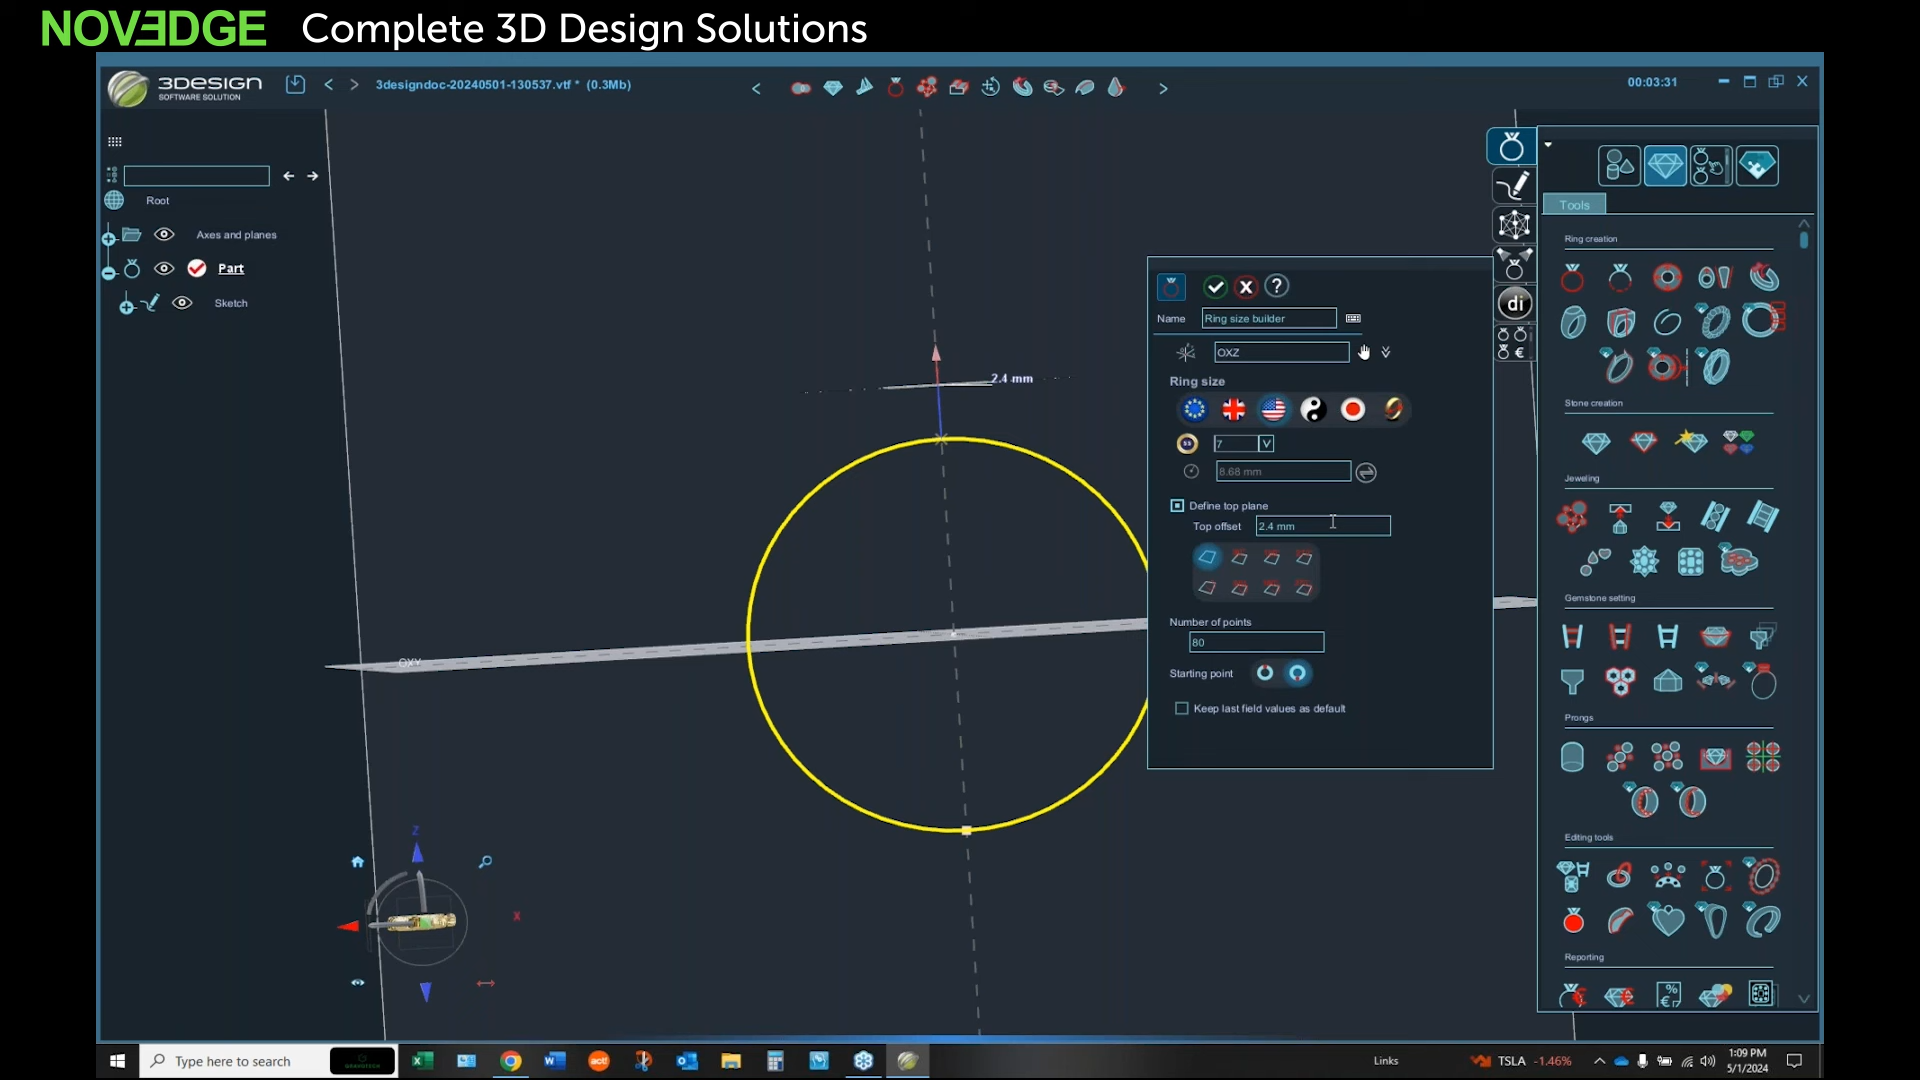 NOVEDGE Complete 3D Design Solutions
3DESIGN
SOFTWARE SOLUTION
3designdoc-20240501-130537.vtf * (0.3Mb)
00:03:31
Root
Axes and planes
Part
Sketch
Tools
Ring creation
Stone creation
Jeweling
Gemstone setting
Prongs
Editing tools
Reporting
di
Name Ring size builder
OXZ
Ring size
7
8.68 mm
Define top plane
Top offset 2.4 mm
Number of points
80
Starting point
Keep last field values as default
2.4 mm
OXY
Z
X
Type here to search
act!
Links
TSLA -1.46%
1:09 PM
5/1/2024